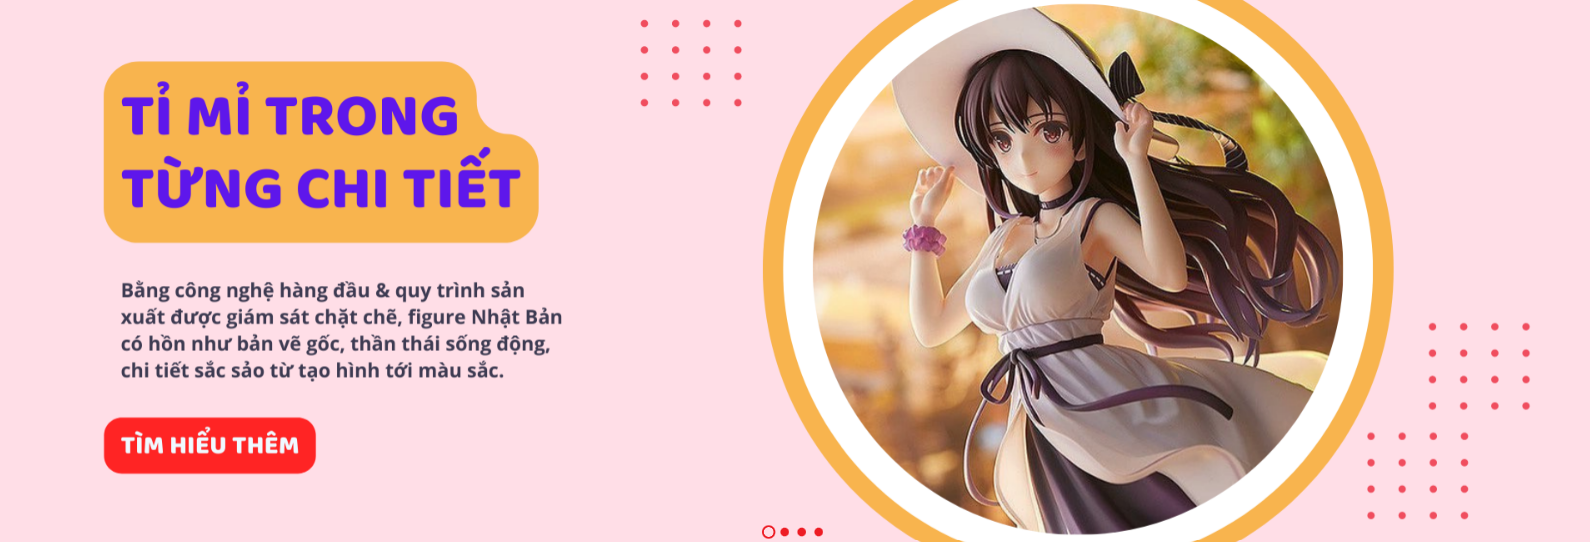 TỈ MỈ TRONG
TỪNG CHI TIẾT
Bằng công nghệ hàng đầu & quy trình sản
xuất được giám sát chặt chẽ, figure Nhật Bản
có hồn như bản vẽ gốc, thần thái sống động,
chi tiết sắc sảo từ tạo hình tới màu sắc.
TÌM HIỂU THÊM